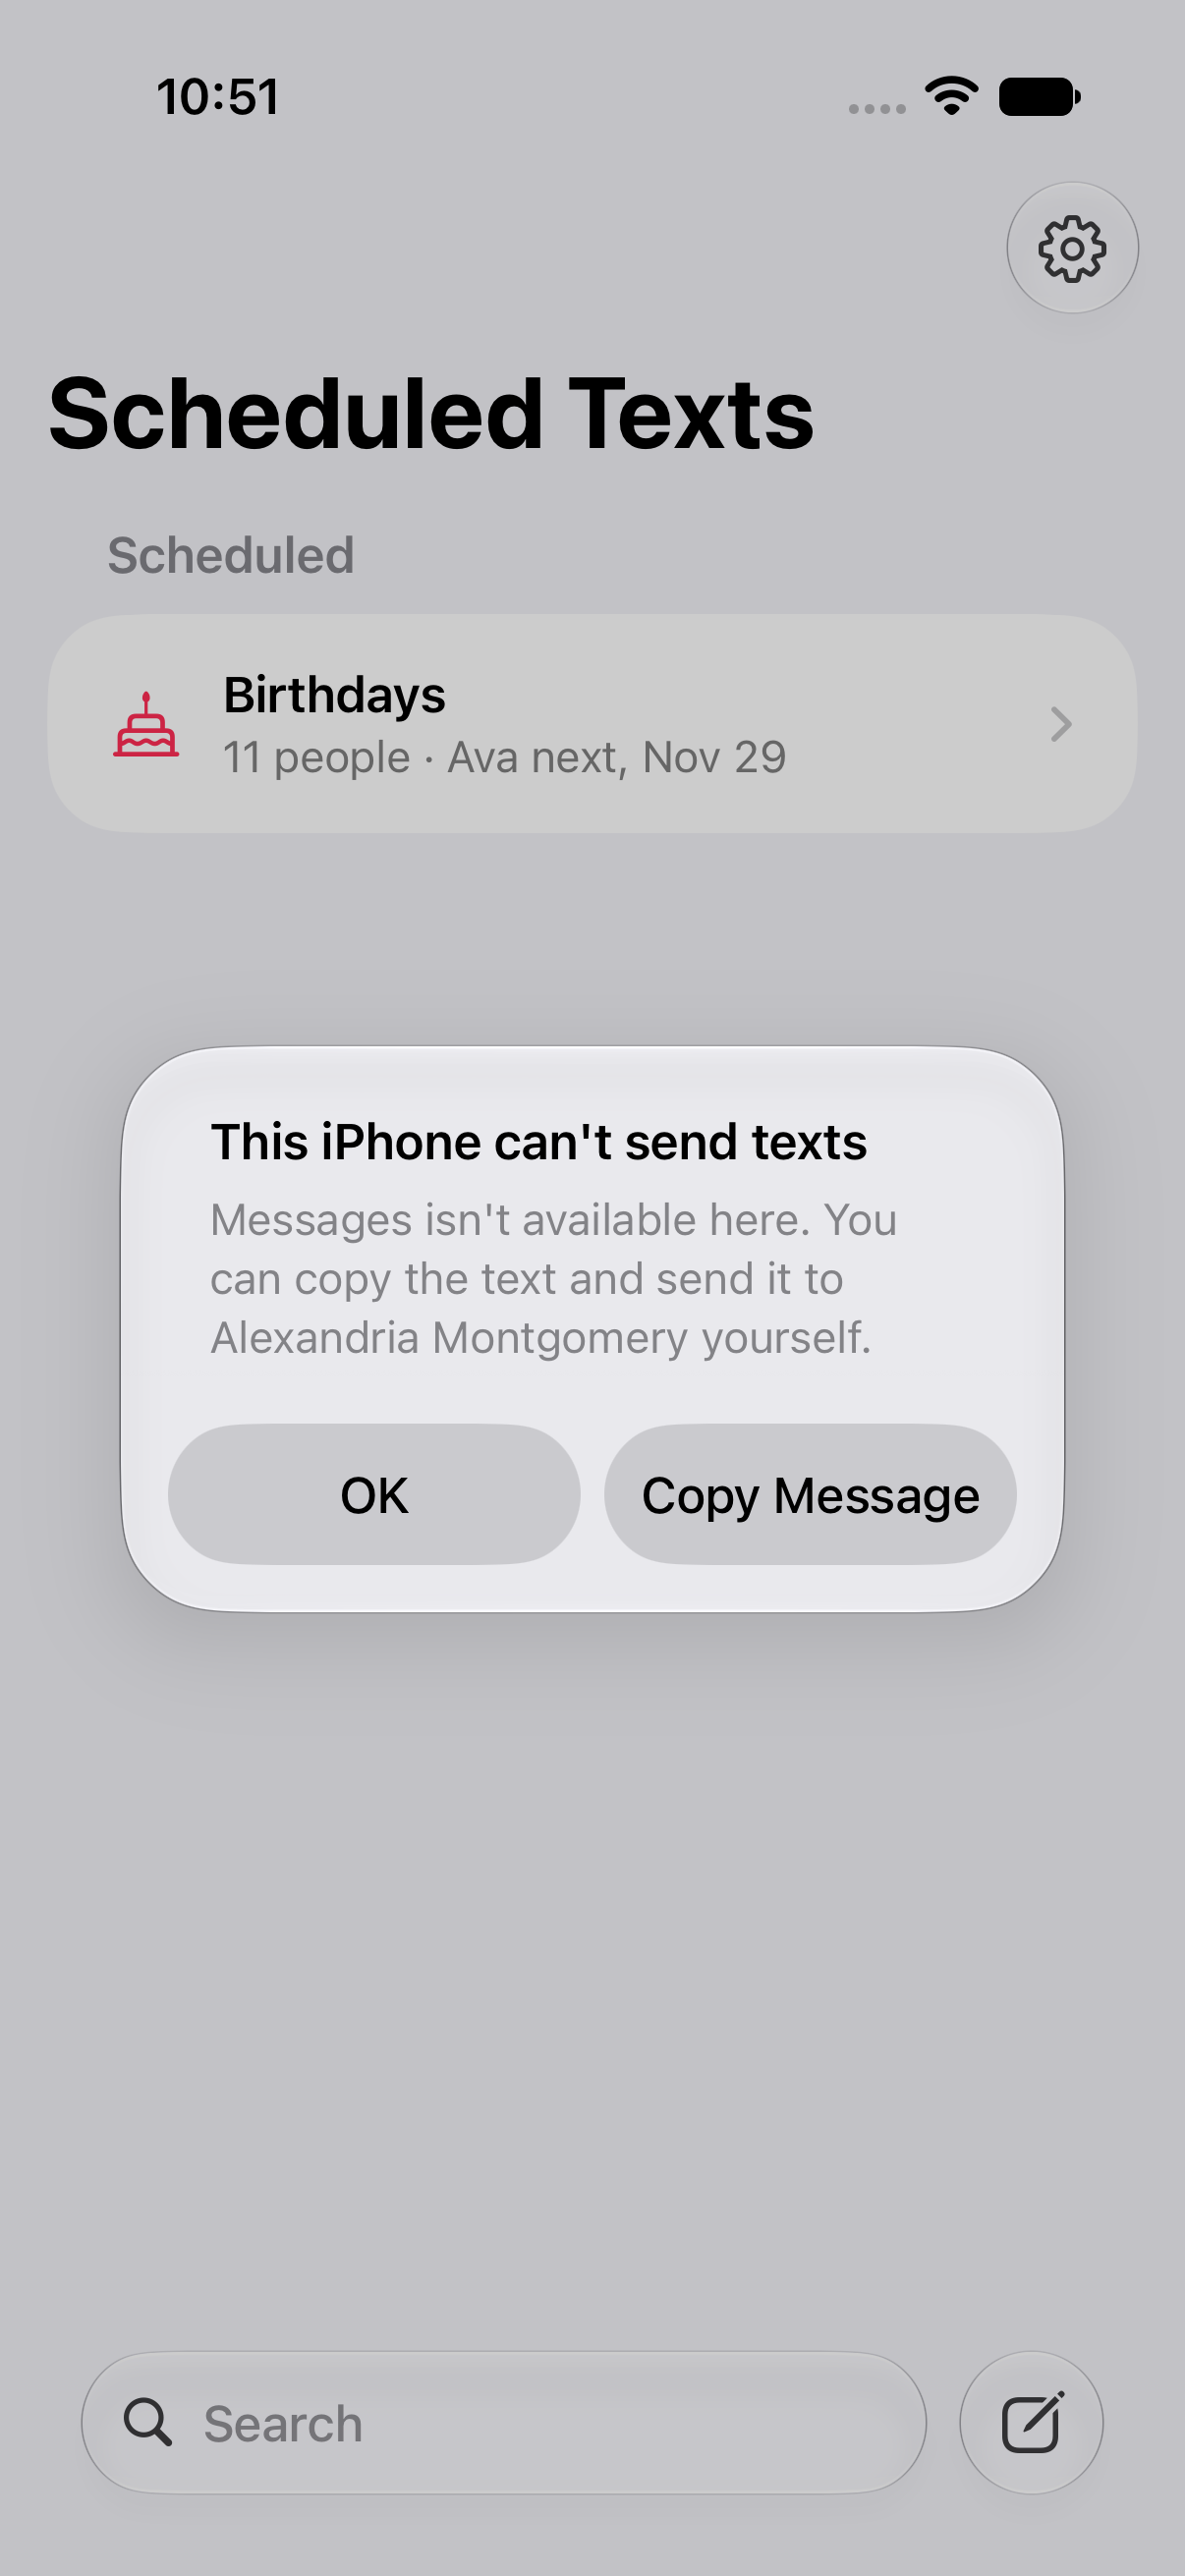 10:51
Scheduled Texts
Scheduled
Birthdays
11 people · Ava next, Nov 29
This iPhone can't send texts
Messages isn't available here. You
can copy the text and send it to
Alexandria Montgomery yourself.
OK
Copy Message
Search